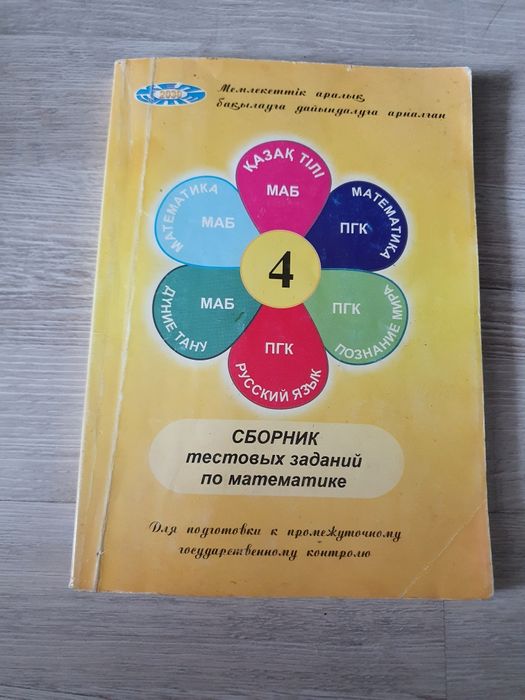 2030
Мемлекеттік аралық
бақылауға дайындалуға арналған
ҚАЗАҚ ТІЛІ
МАБ
МАТЕМАТИКА
МАБ
МАТЕМАТИКА
ПГК
4
ДҮНИЕ ТАНУ
МАБ
ПОЗНАНИЕ МИРА
ПГК
ПГК
РУССКИЙ ЯЗЫК
СБОРНИК
тестовых заданий
по математике
Для подготовки к промежуточному
государственному контролю